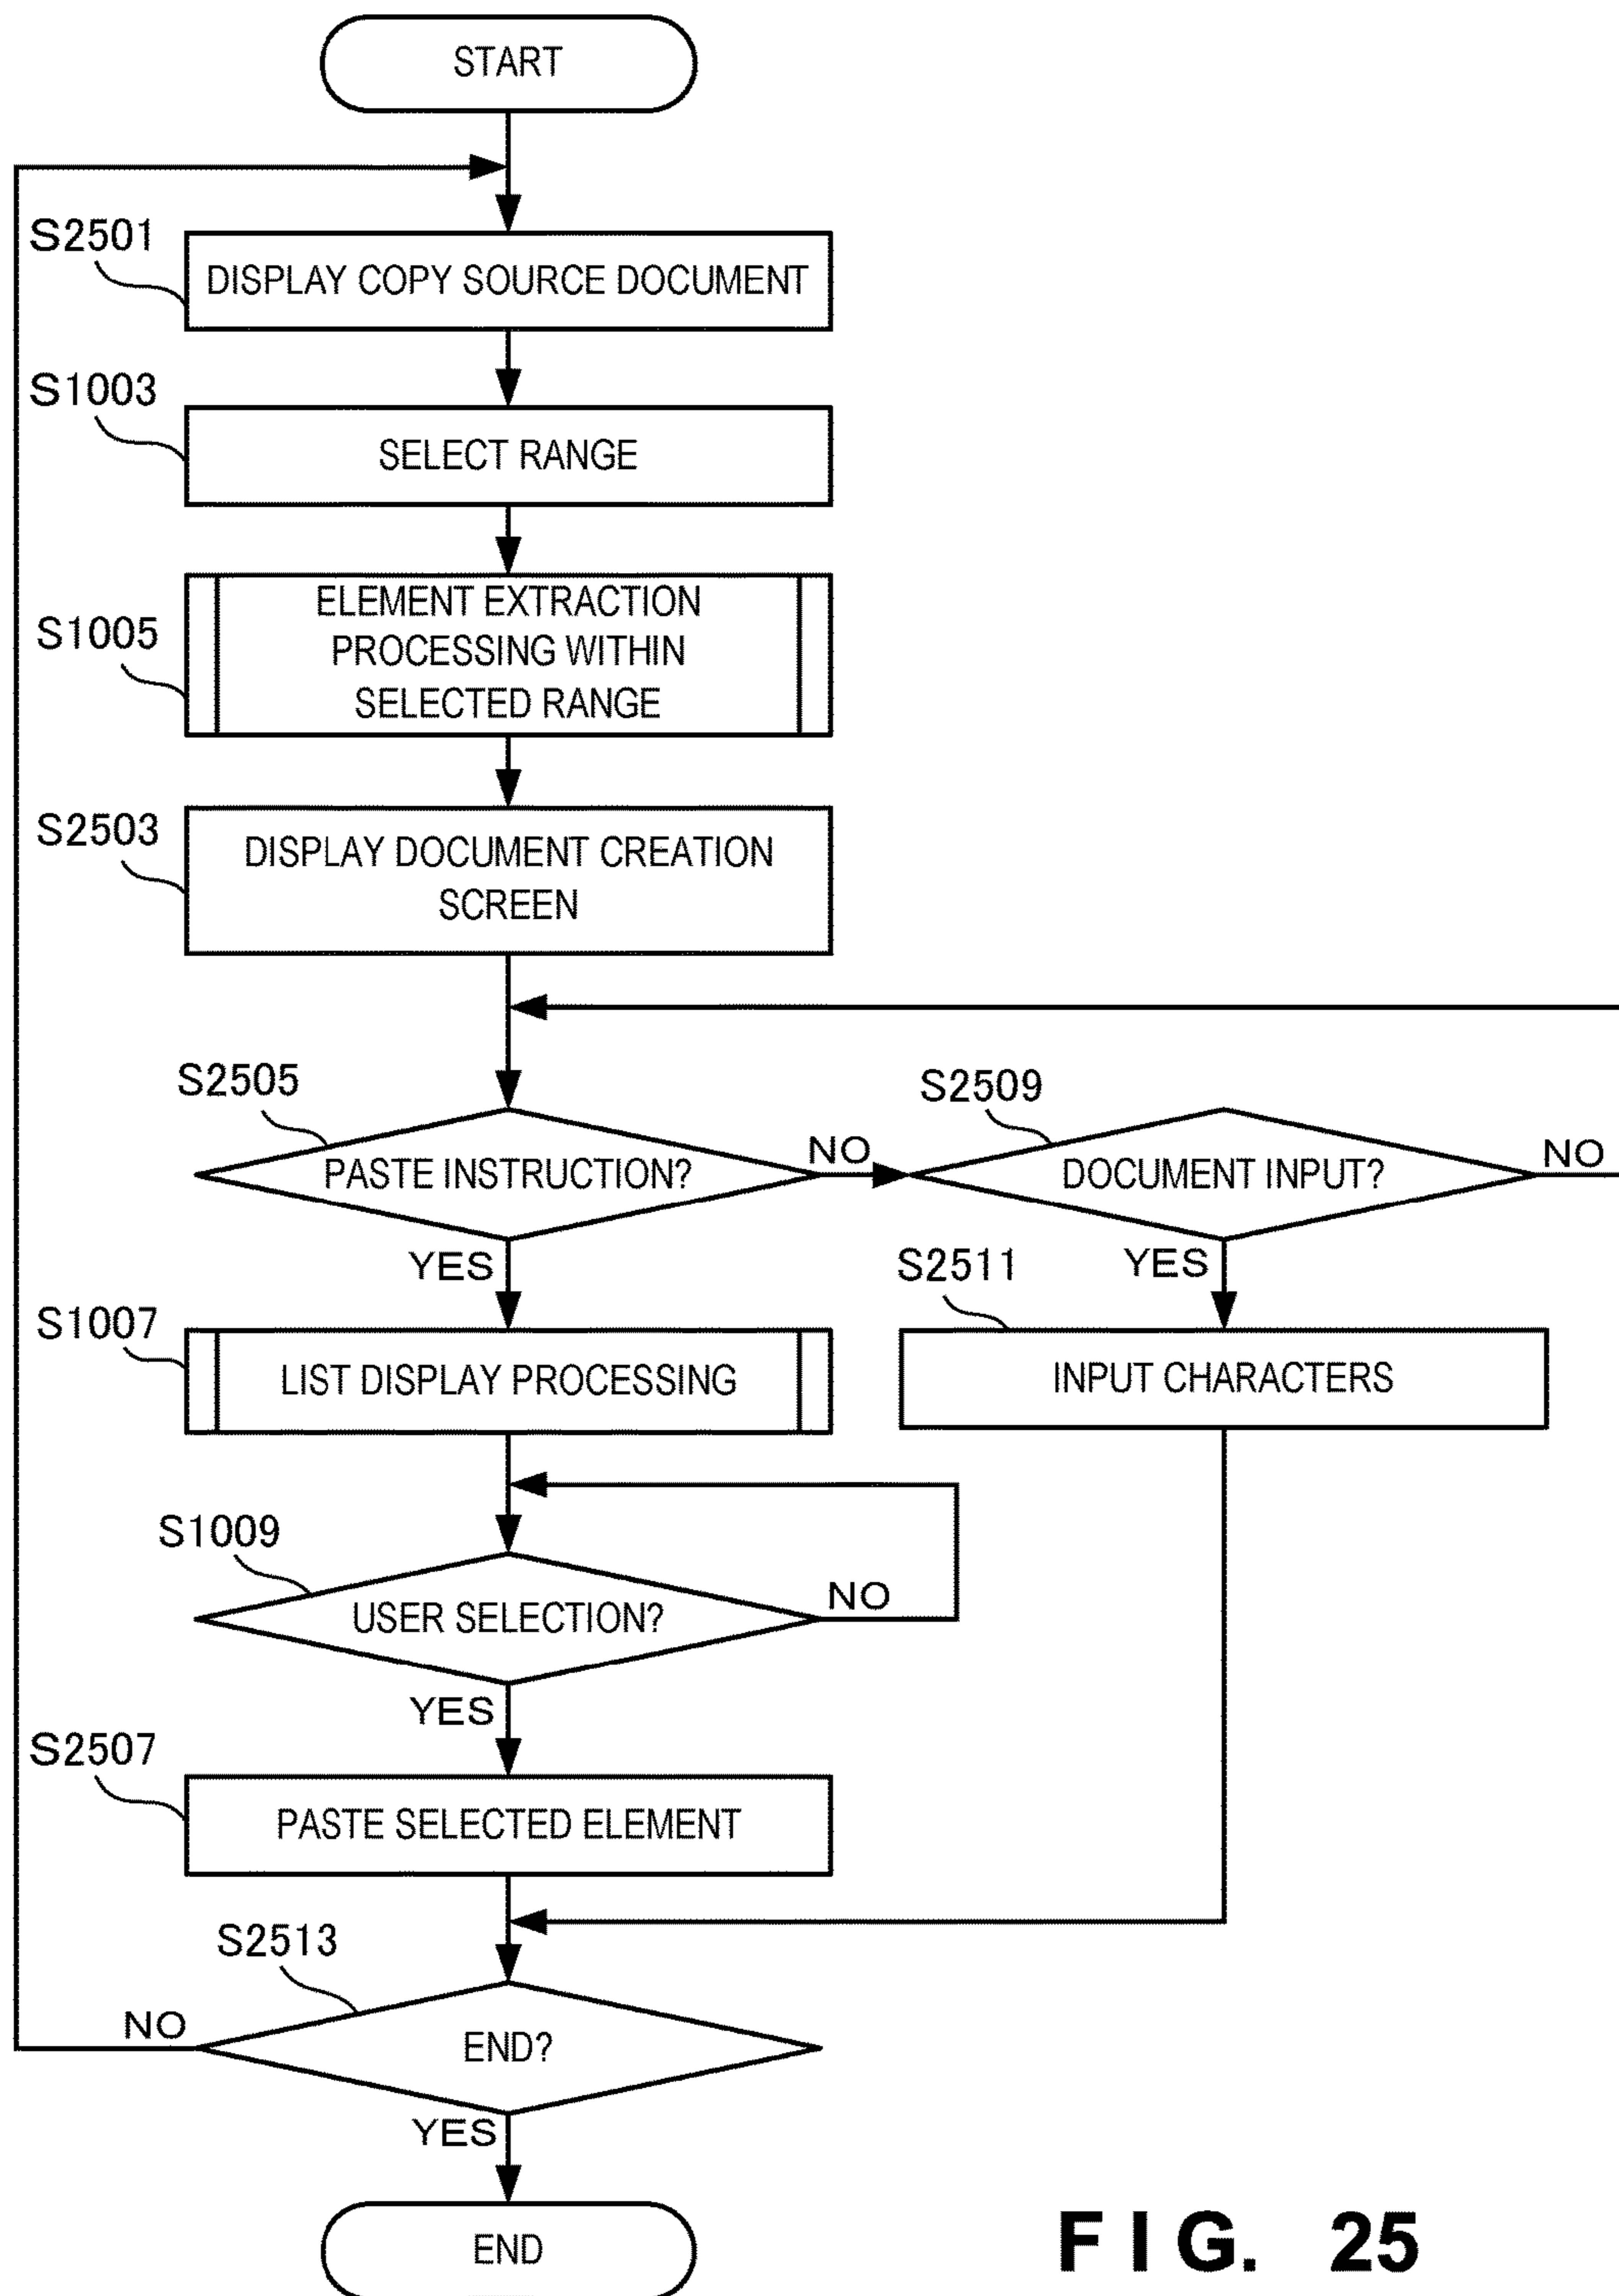 START
S2501
DISPLAY COPY SOURCE DOCUMENT
S1003
SELECT RANGE
S1005
ELEMENT EXTRACTION
PROCESSING WITHIN
SELECTED RANGE
S2503
DISPLAY DOCUMENT CREATION
SCREEN
S2505
PASTE INSTRUCTION?
NO
YES
S2509
DOCUMENT INPUT?
NO
YES
S1007
LIST DISPLAY PROCESSING
S2511
INPUT CHARACTERS
S1009
USER SELECTION?
NO
YES
S2507
PASTE SELECTED ELEMENT
S2513
END?
NO
YES
END
FIG. 25